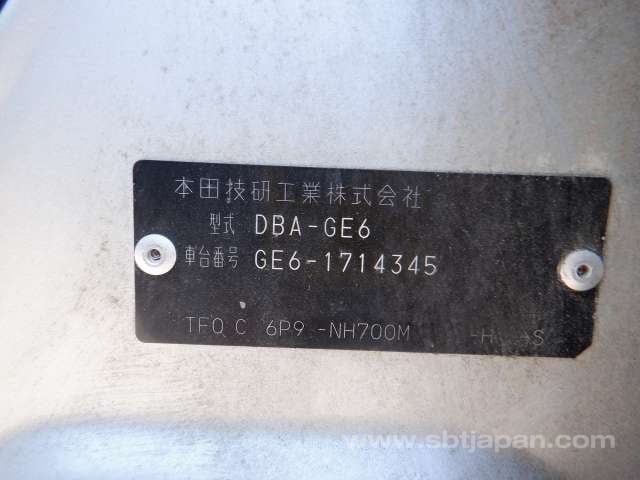 本田技研工業株式会社
型式 DBA-GE6
車台番号 GE6-1714345
TFQ C 6P9 -NH700M -H S
www.sbtjapan.com